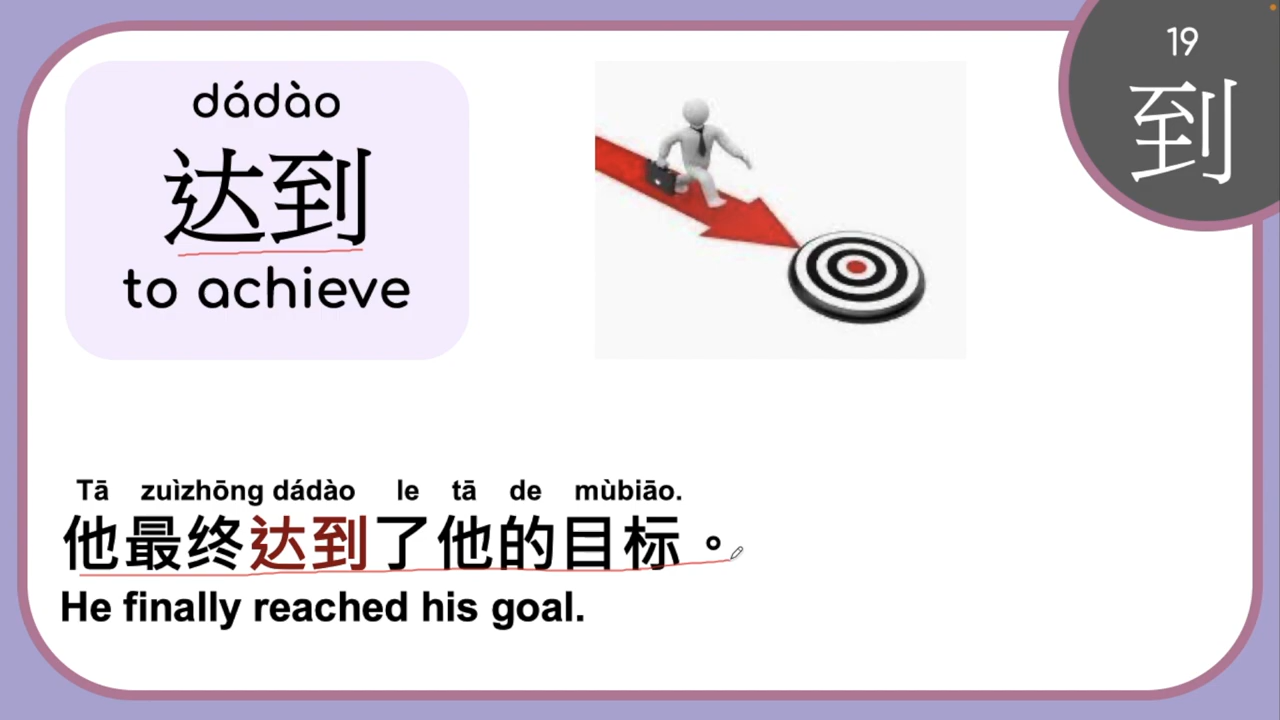 19
到
dádào
达到
to achieve
Tā zuìzhōng dádào le tā de mùbiāo.
他最终达到了他的目标。
He finally reached his goal.